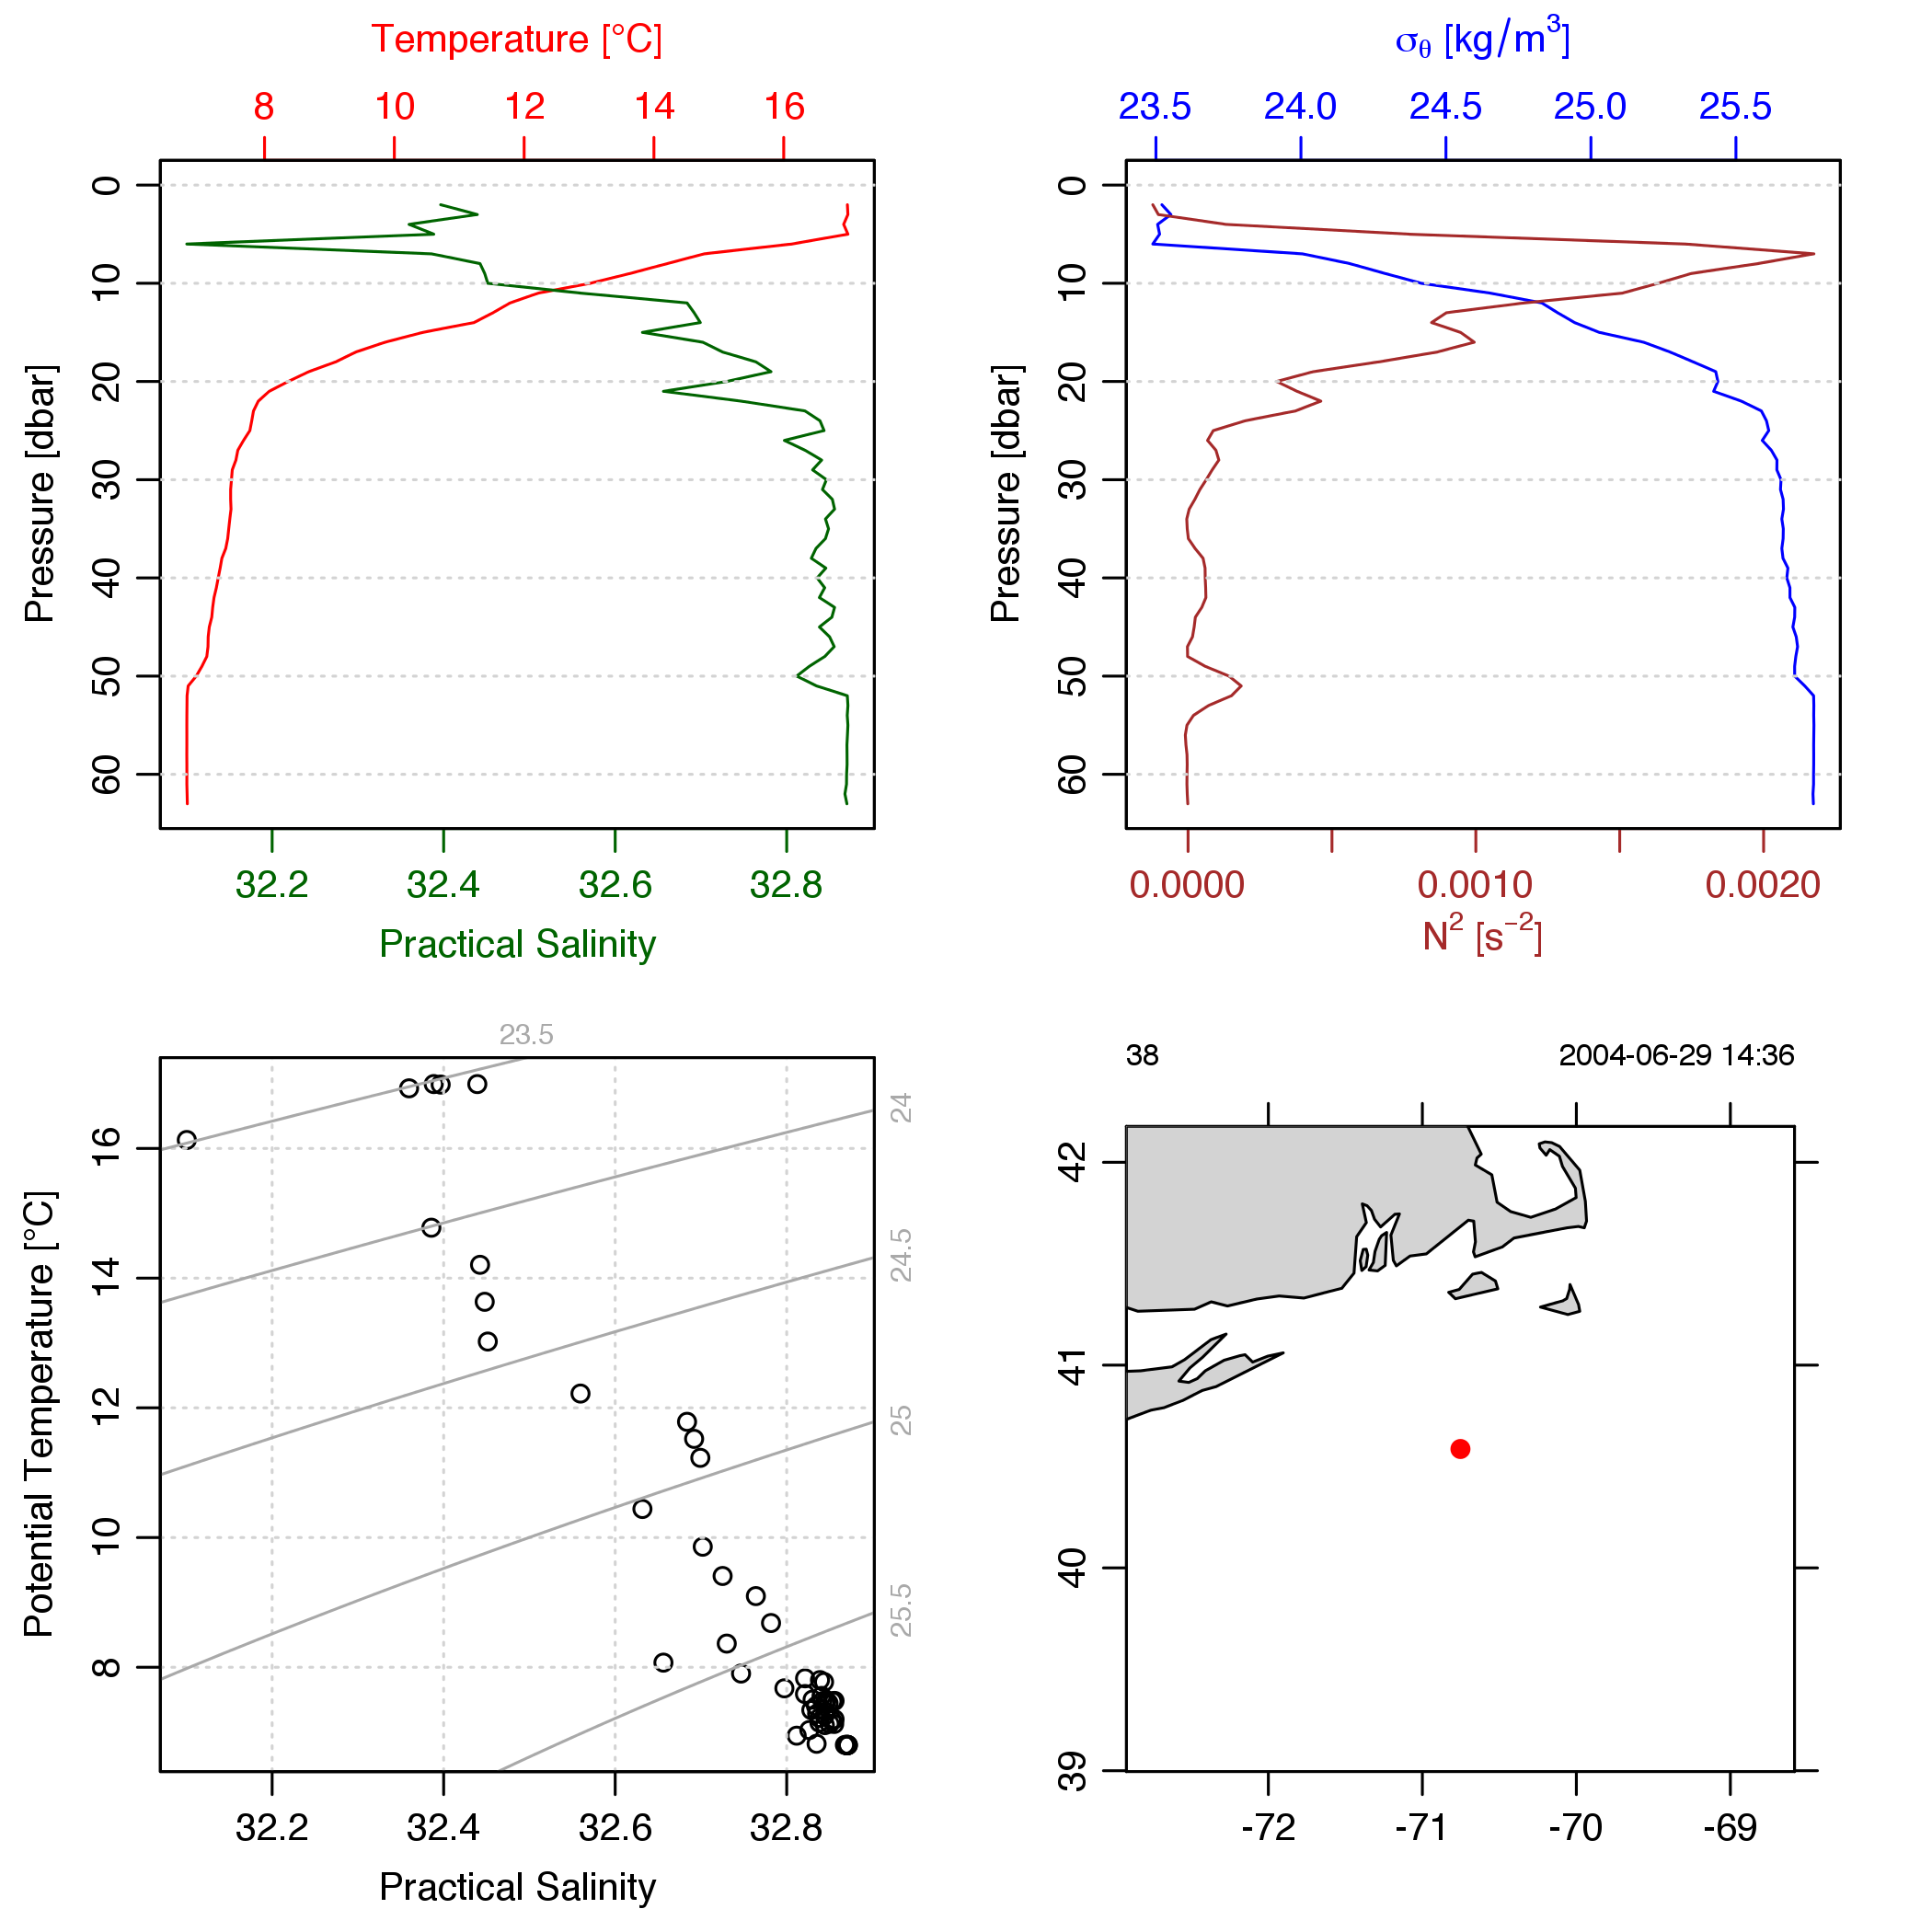 Temperature [°C]
8 10 12 14 16
0 10 20 30 40 50 60
Pressure [dbar]
32.2 32.4 32.6 32.8
Practical Salinity
σθ [kg/m³]
23.5 24.0 24.5 25.0 25.5
0 10 20 30 40 50 60
Pressure [dbar]
0.0000 0.0010 0.0020
N² [s⁻²]
23.5
24
24.5
25
25.5
16 14 12 10 8
Potential Temperature [°C]
32.2 32.4 32.6 32.8
Practical Salinity
38 2004-06-29 14:36
42 41 40 39
-72 -71 -70 -69